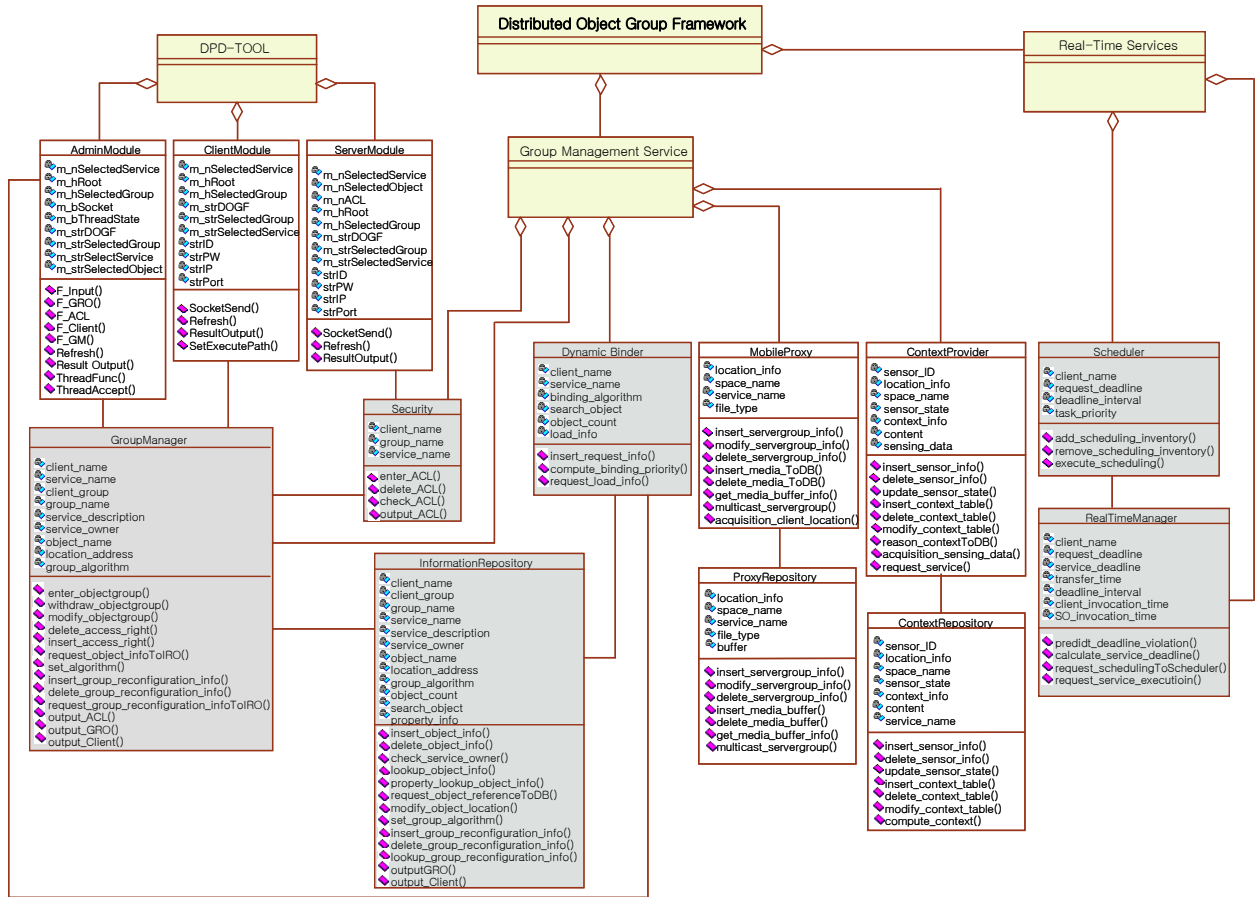 Distributed Object Group Framework
DPD-TOOL
Real-Time Services
Group Management Service
AdminModule
m_nSelectedService
m_hRoot
m_hSelectedGroup
m_bSocket
m_bThreadState
m_strDOGF
m_strSelectedGroup
m_strSelectService
m_strSelectedObject
F_Input()
F_GRO()
F_ACL
F_Client()
F_GM()
Refresh()
Result Output()
ThreadFunc()
ThreadAccept()
ClientModule
m_nSelectedService
m_hRoot
m_hSelectedGroup
m_strDOGF
m_strSelectedGroup
m_strSelectedService
strID
strPW
strIP
strPort
SocketSend()
Refresh()
ResultOutput()
SetExecutePath()
ServerModule
m_nSelectedService
m_nSelectedObject
m_nACL
m_hRoot
m_hSelectedGroup
m_strDOGF
m_strSelectedGroup
m_strSelectedService
strID
strPW
strIP
strPort
SocketSend()
Refresh()
ResultOutput()
GroupManager
client_name
service_name
client_group
group_name
service_description
service_owner
object_name
location_address
group_algorithm
enter_objectgroup()
withdraw_objectgroup()
modify_objectgroup()
delete_access_right()
insert_access_right()
request_object_infoToIRO()
set_algorithm()
insert_group_reconfiguration_info()
delete_group_reconfiguration_info()
request_group_reconfiguration_infoToIRO()
output_ACL()
output_GRO()
output_Client()
Security
client_name
group_name
service_name
enter_ACL()
delete_ACL()
check_ACL()
output_ACL()
InformationRepository
client_name
client_group
group_name
service_name
service_description
service_owner
object_name
location_address
group_algorithm
object_count
search_object
property_info
insert_object_info()
delete_object_info()
check_service_owner()
lookup_object_info()
property_lookup_object_info()
request_object_referenceToDB()
modify_object_location()
set_group_algorithm()
insert_group_reconfiguration_info()
delete_group_reconfiguration_info()
lookup_group_reconfiguration_info()
outputGRO()
output_Client()
Dynamic Binder
client_name
service_name
binding_algorithm
search_object
object_count
load_info
insert_request_info()
compute_binding_priority()
request_load_info()
MobileProxy
location_info
space_name
service_name
file_type
insert_servergroup_info()
modify_servergroup_info()
delete_servergroup_info()
insert_media_ToDB()
delete_media_ToDB()
get_media_buffer_info()
multicast_servergroup()
acquisition_client_location()
ProxyRepository
location_info
space_name
service_name
file_type
buffer
insert_servergroup_info()
modify_servergroup_info()
delete_servergroup_info()
insert_media_buffer()
delete_media_buffer()
get_media_buffer_info()
multicast_servergroup()
ContextProvider
sensor_ID
location_info
space_name
sensor_state
context_info
content
sensing_data
insert_sensor_info()
delete_sensor_info()
update_sensor_state()
insert_context_table()
delete_context_table()
modify_context_table()
reason_contextToDB()
acquisition_sensing_data()
request_service()
ContextRepository
sensor_ID
location_info
space_name
sensor_state
context_info
content
service_name
insert_sensor_info()
delete_sensor_info()
update_sensor_state()
insert_context_table()
delete_context_table()
modify_context_table()
compute_context()
Scheduler
client_name
request_deadline
deadline_interval
task_priority
add_scheduling_inventory()
remove_scheduling_inventory()
execute_scheduling()
RealTimeManager
client_name
request_deadline
service_deadline
transfer_time
deadline_interval
client_invocation_time
SO_invocation_time
predidt_deadline_violation()
calculate_service_deadline()
request_schedulingToScheduler()
request_service_executioin()